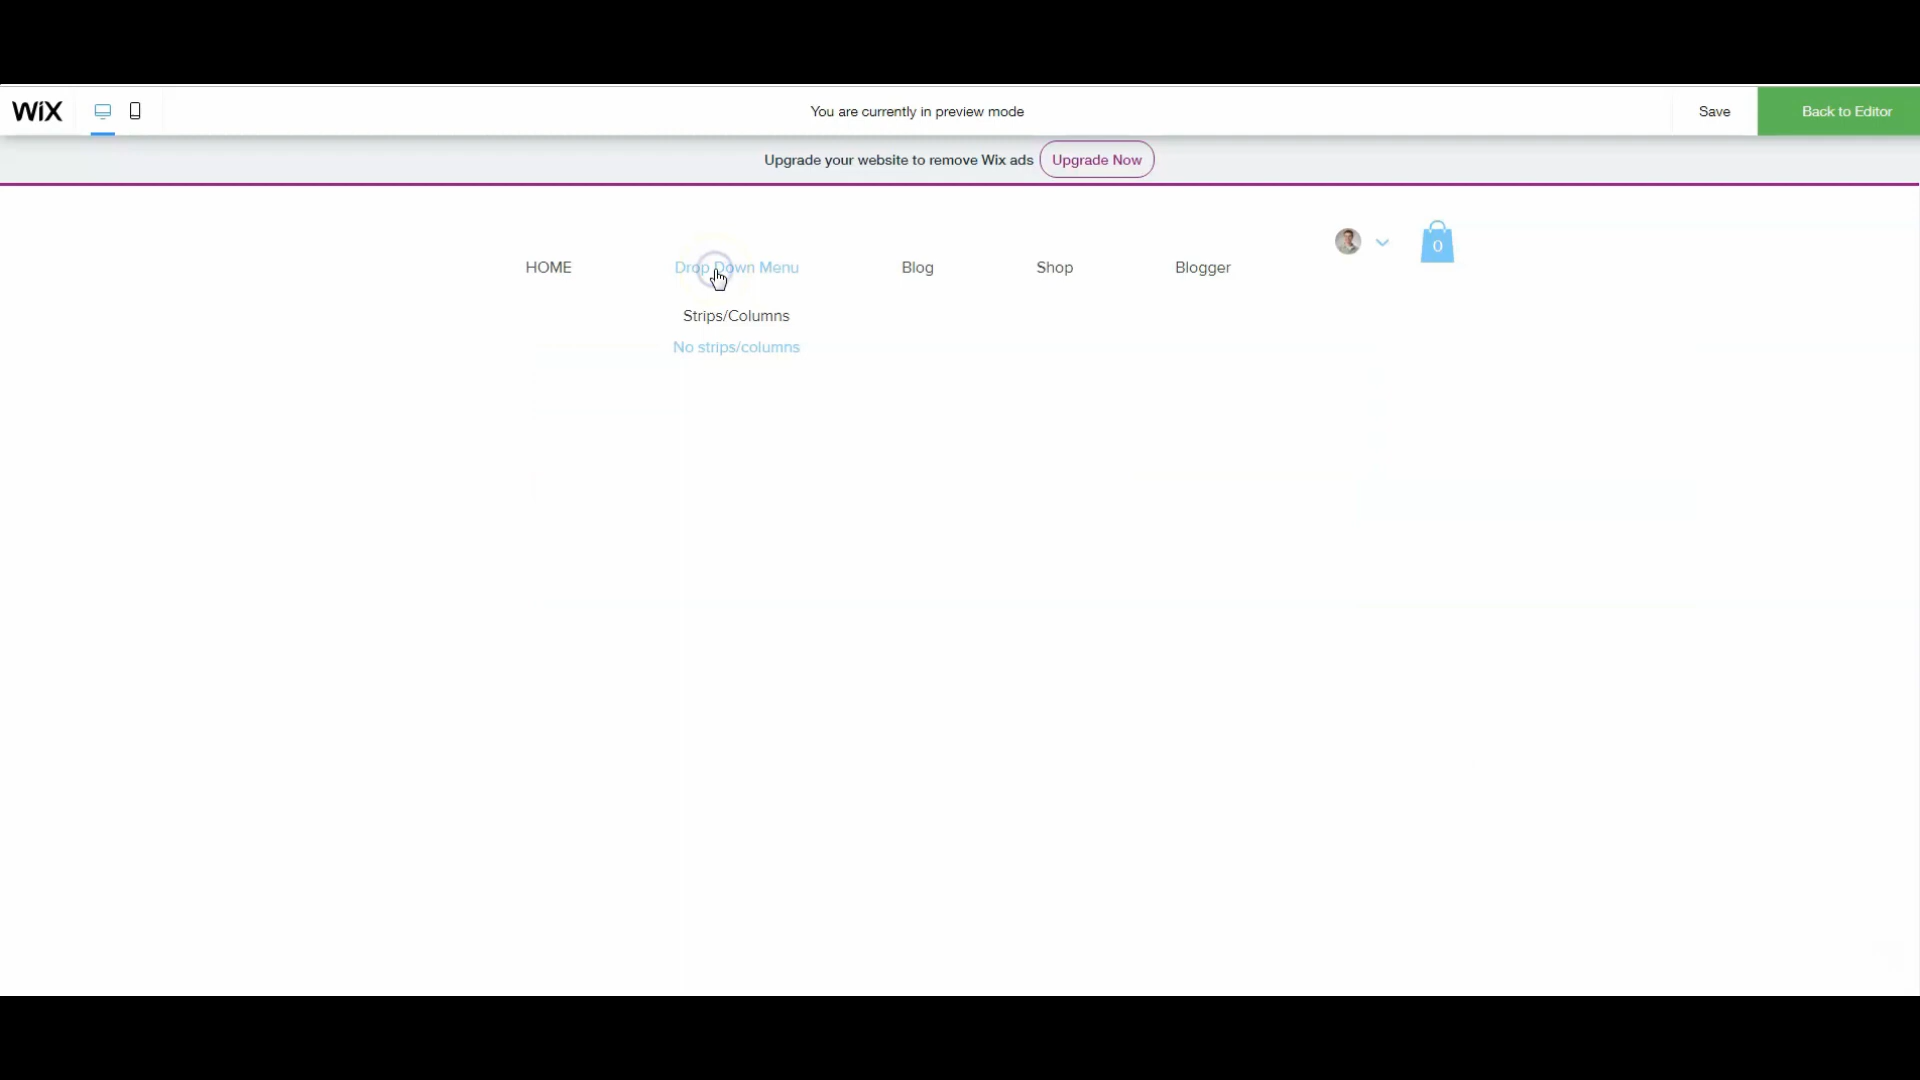 WiX
You are currently in preview mode
Save
Back to Editor
Upgrade your website to remove Wix ads
Upgrade Now
0
HOME
Drop Down Menu
Blog
Shop
Blogger
Strips/Columns
No strips/columns